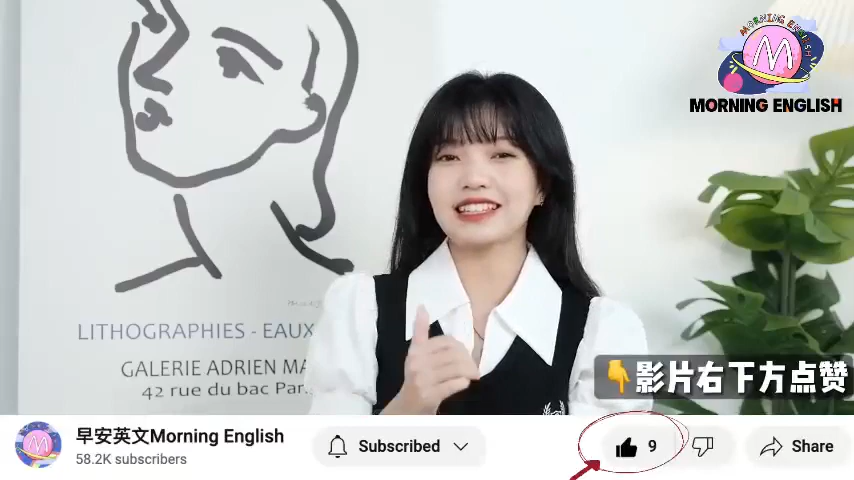 MORNING ENGLISH
M
MORNING ENGLISH
LITHOGRAPHIES - EAUX
GALERIE ADRIEN MA
42 rue du bac Par.
影片右下方点赞
早安英文Morning English
58.2K subscribers
Subscribed
9
Share